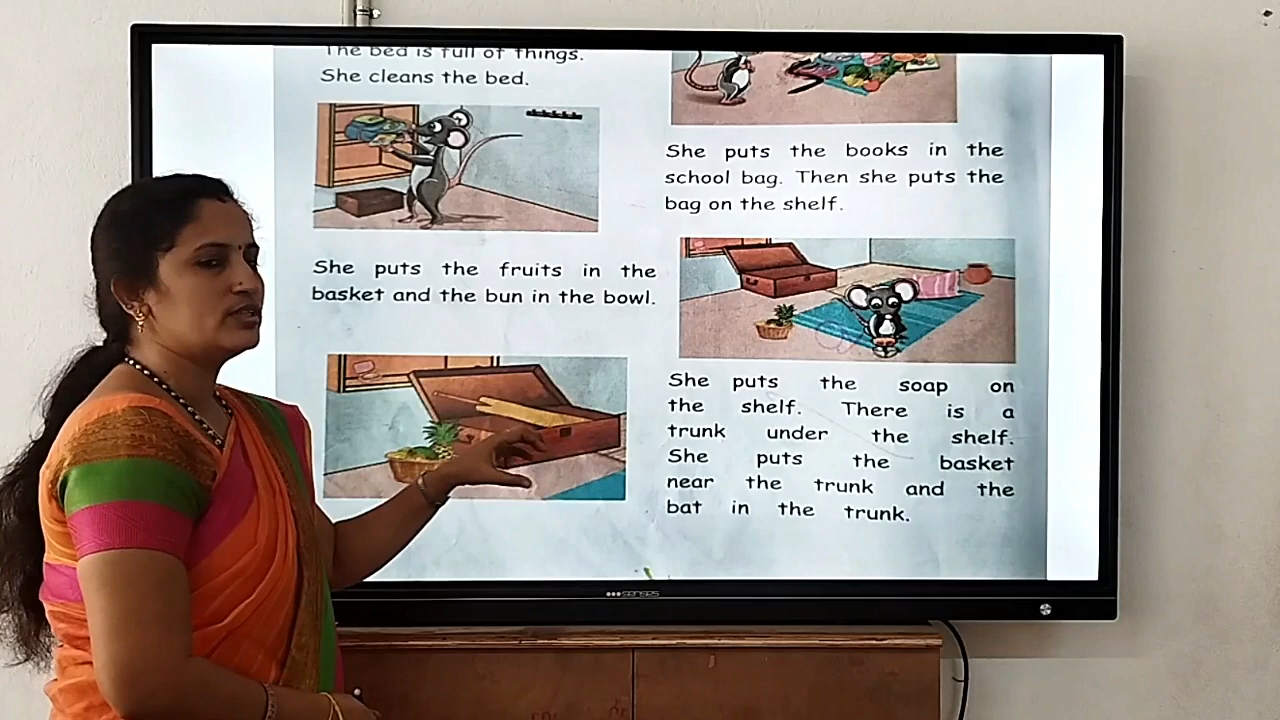 The bed is full of things.
She cleans the bed.
She puts the fruits in the
basket and the bun in the bowl.
She puts the books in the
school bag. Then she puts the
bag on the shelf.
She puts the soap on
the shelf. There is a
trunk under the shelf.
She puts the basket
near the trunk and the
bat in the trunk.
senses